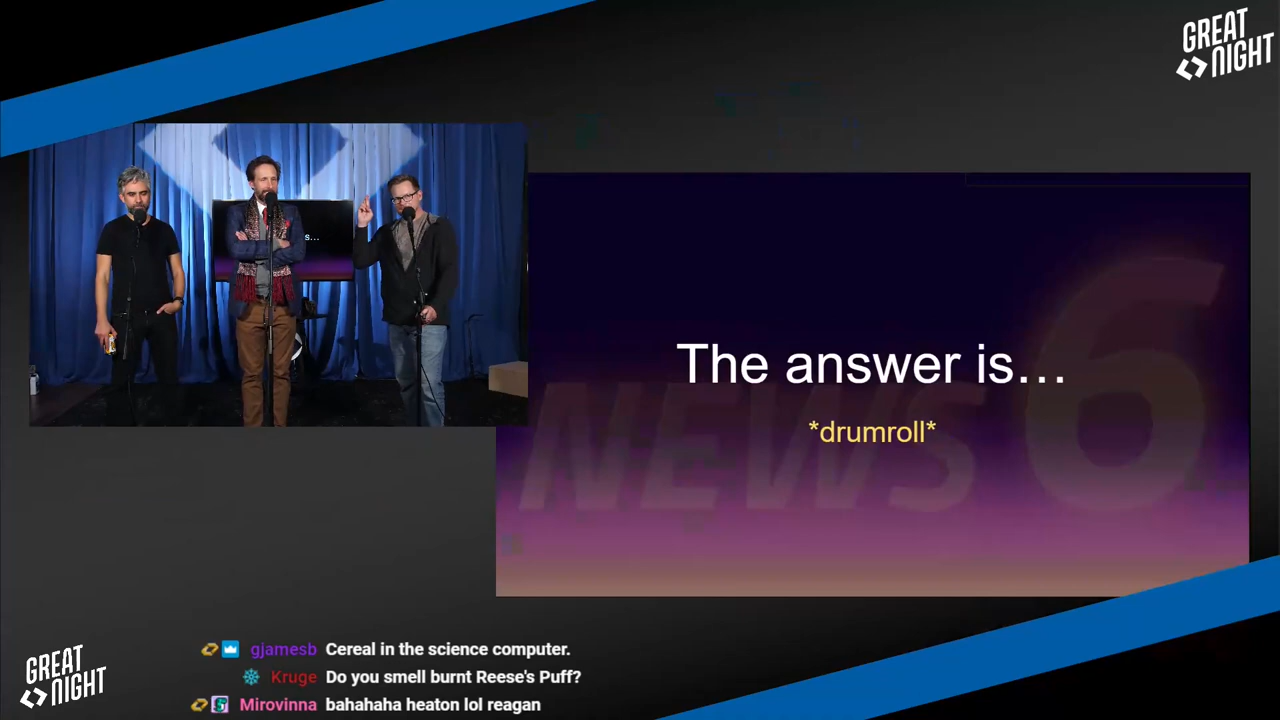 GREAT
NIGHT
s...
The answer is…
*drumroll*
NEWS 6
gjamesb Cereal in the science computer.
Kruge Do you smell burnt Reese's Puff?
Mirovinna bahahaha heaton lol reagan
GREAT
NIGHT